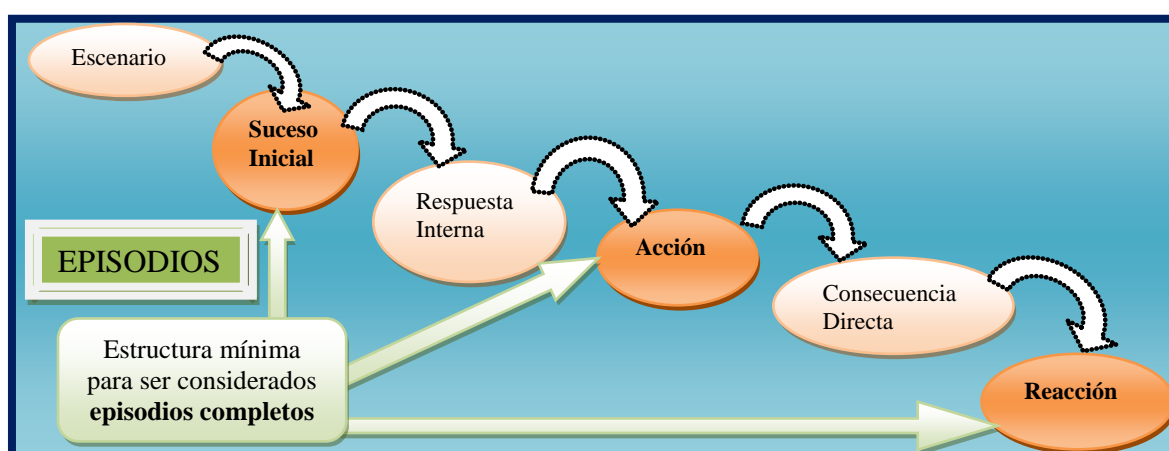 Escenario
Suceso
Inicial
Respuesta
Interna
Acción
Consecuencia
Directa
Reacción
EPISODIOS
Estructura mínima
para ser considerados
episodios completos